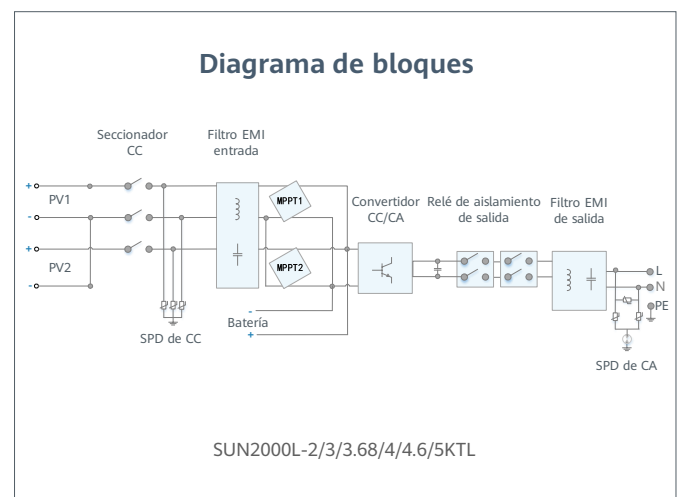 Diagrama de bloques
Seccionador
CC
Filtro EMI
entrada
+
PV1
-
+
PV2
-
MPPT1
MPPT2
Convertidor
CC/CA
Relé de aislamiento
de salida
Filtro EMI
de salida
L
N
PE
-
Batería
+
SPD de CC
SPD de CA
SUN2000L-2/3/3.68/4/4.6/5KTL